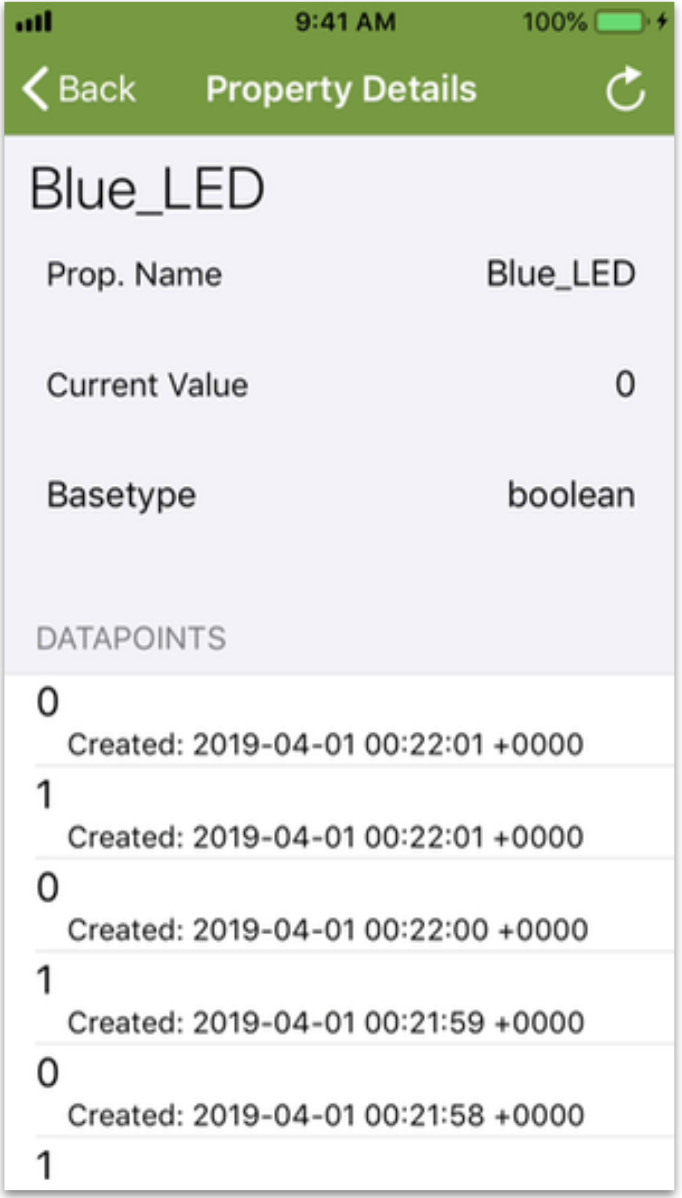 9:41 AM 100%
Back Property Details
Blue_LED
Prop. Name Blue_LED
Current Value 0
Basetype boolean
DATAPOINTS
0
Created: 2019-04-01 00:22:01 +0000
1
Created: 2019-04-01 00:22:01 +0000
0
Created: 2019-04-01 00:22:00 +0000
1
Created: 2019-04-01 00:21:59 +0000
0
Created: 2019-04-01 00:21:58 +0000
1